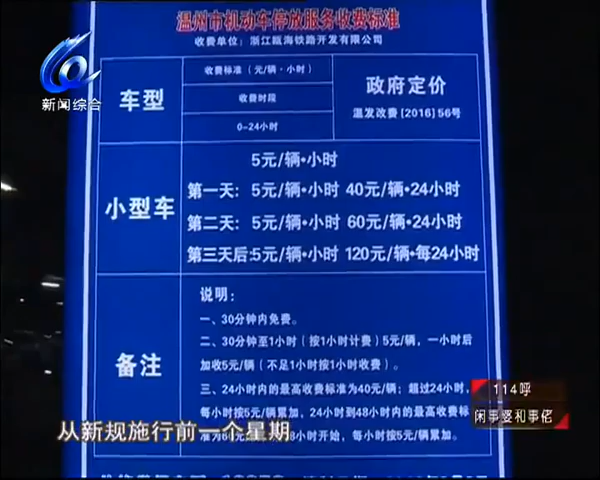 温州市机动车停放服务收费标准
收费单位：浙江瓯海铁路开发有限公司
新闻综合
车型
收费标准（元/辆·小时）
收费时段
0-24小时
政府定价
温发改费[2016]56号
小型车
5元/辆·小时
第一天：5元/辆·小时 40元/辆·24小时
第二天：5元/辆·小时 60元/辆·24小时
第三天后:5元/辆·小时 120元/辆·每24小时
备注
说明：
一、30分钟内免费。
二、30分钟至1小时（按1小时计费）5元/辆，一小时后
加收5元/辆（不足1小时按1小时收费）。
三、24小时内的最高收费标准为40元/辆；超过24小时，
每小时按5元/辆累加，24小时到48小时内的最高收费标
为60元 8小时开始，每小时按5元/辆累加。
从新规施行前一个星期
114呼
闲事婆和事佬